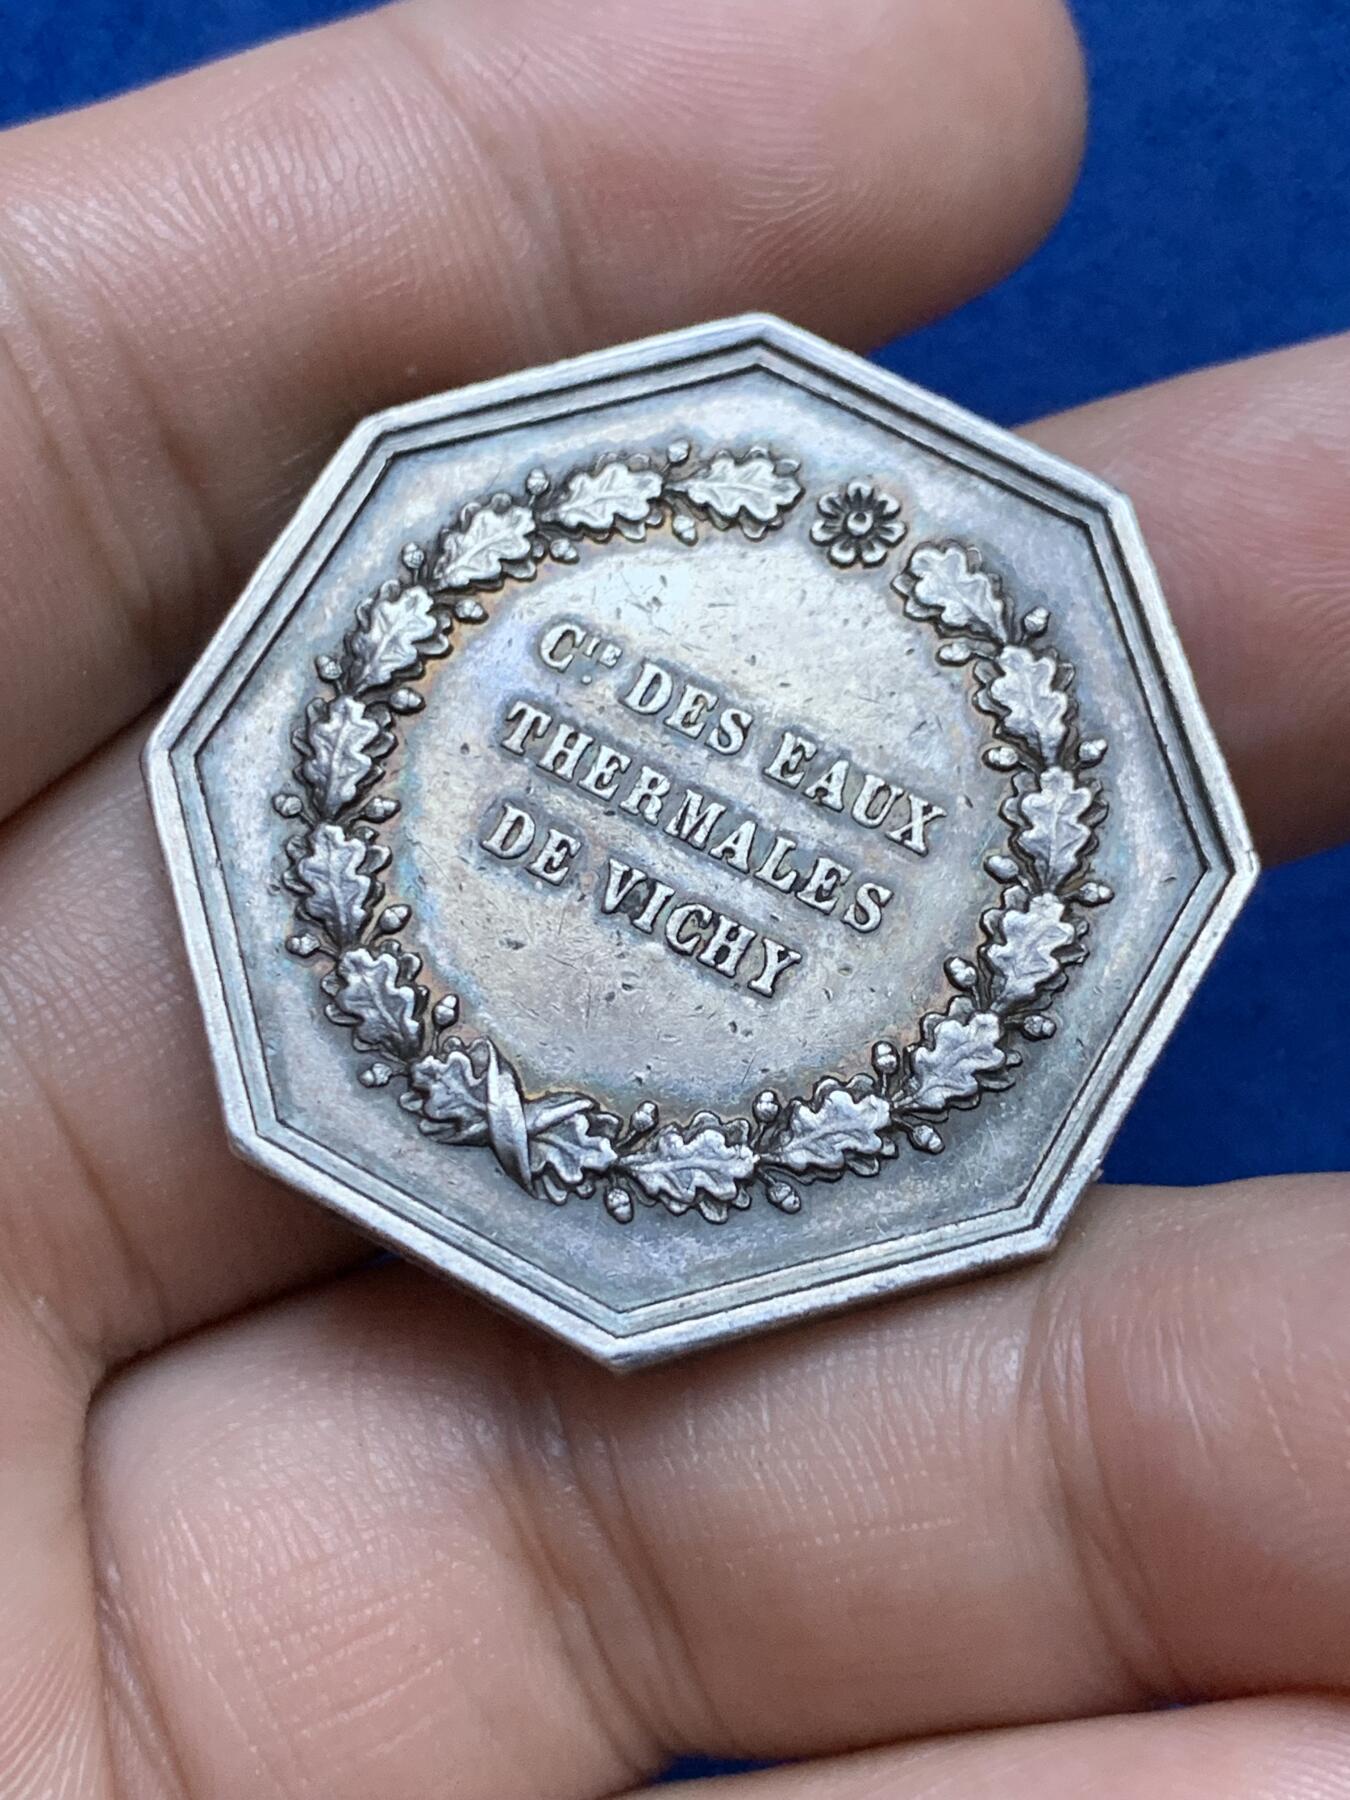 CIE. DES EAUX
THERMALES
DE VICHY